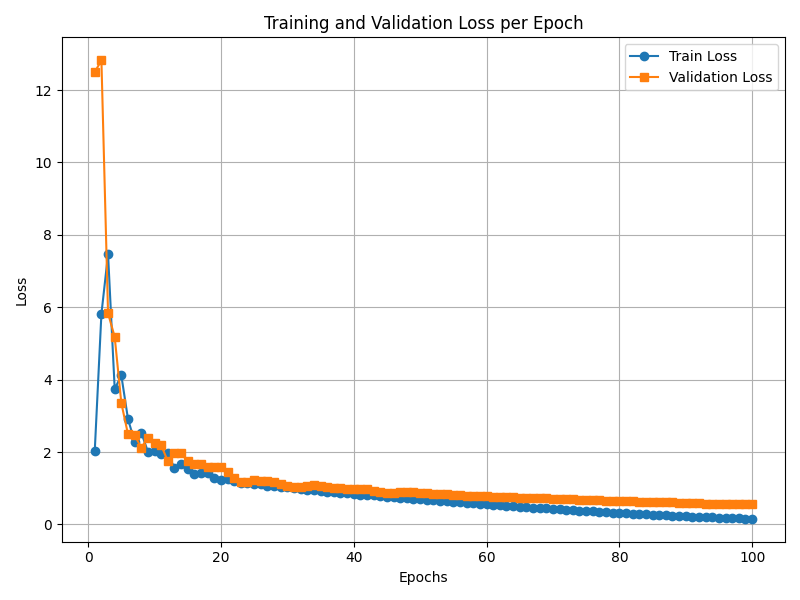 Training and Validation Loss per Epoch
Train Loss
Validation Loss
12
10
8
6
4
2
0
Loss
0 20 40 60 80 100
Epochs